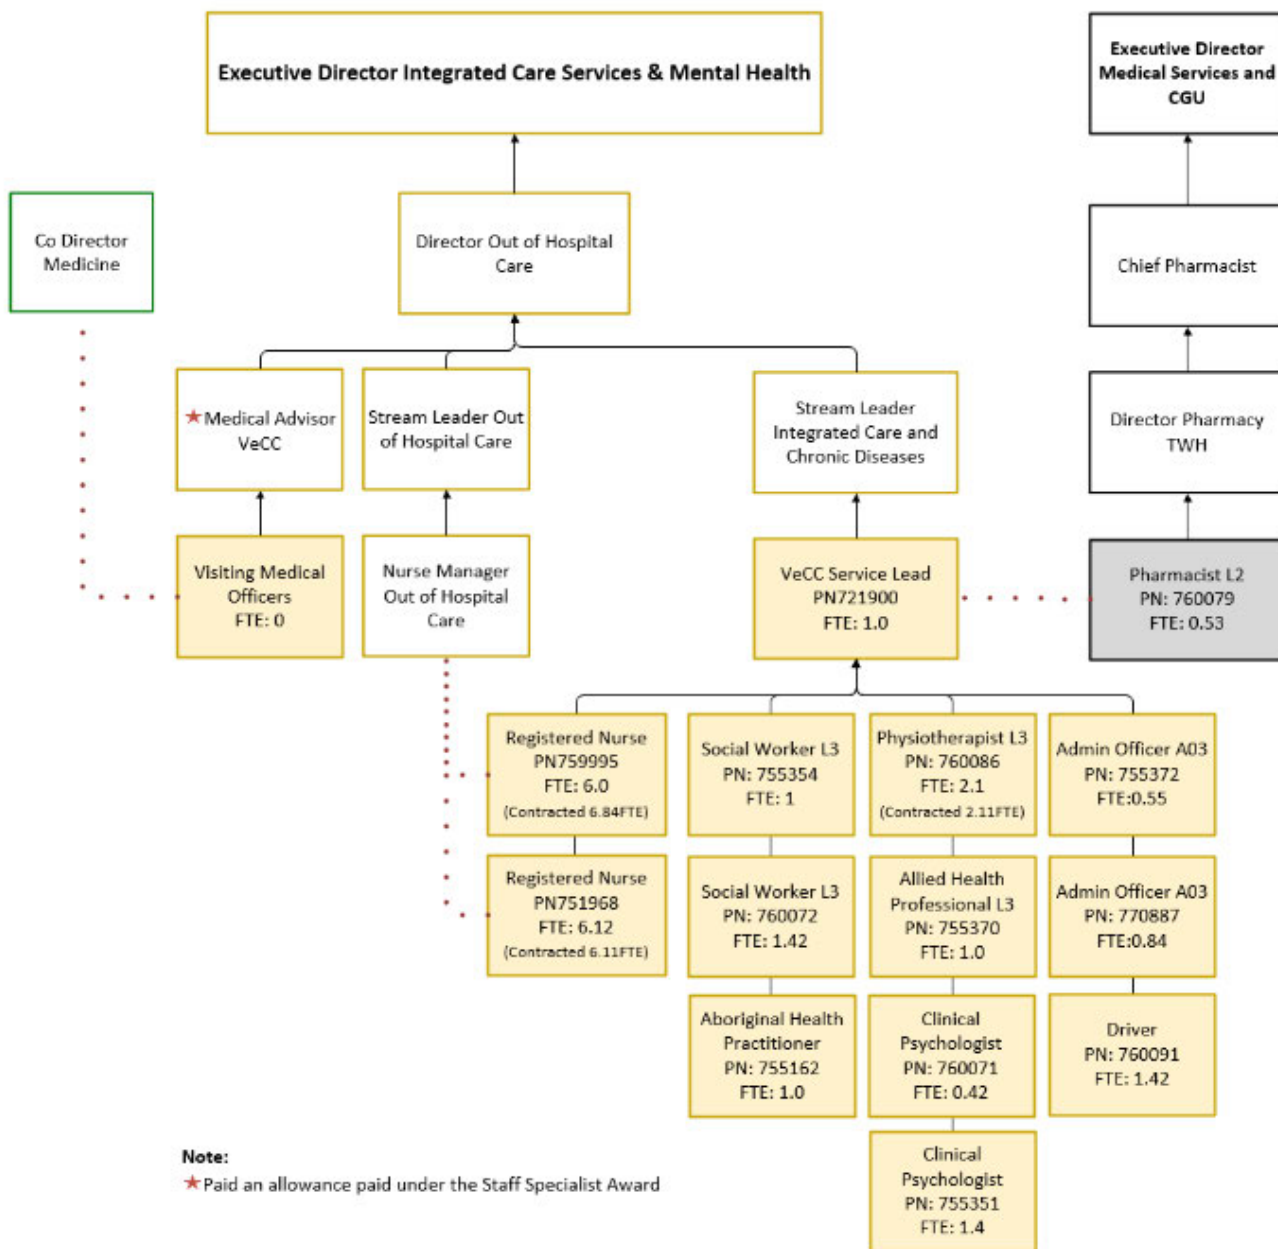 Executive Director Integrated Care Services & Mental Health
Executive Director
Medical Services and
CGU
Co Director
Medicine
Director Out of Hospital
Care
Chief Pharmacist
★Medical Advisor
VeCC
Stream Leader Out
of Hospital Care
Stream Leader
Integrated Care and
Chronic Diseases
Director Pharmacy
TWH
Visiting Medical
Officers
FTE: 0
Nurse Manager
Out of Hospital
Care
VeCC Service Lead
PN721900
FTE: 1.0
Pharmacist L2
PN: 760079
FTE: 0.53
Registered Nurse
PN759995
FTE: 6.0
(Contracted 6.84FTE)
Social Worker L3
PN: 755354
FTE: 1
Physiotherapist L3
PN: 760086
FTE: 2.1
(Contracted 2.11FTE)
Admin Officer A03
PN: 755372
FTE:0.55
Registered Nurse
PN751968
FTE: 6.12
(Contracted 6.11FTE)
Social Worker L3
PN: 760072
FTE: 1.42
Allied Health
Professional L3
PN: 755370
FTE: 1.0
Admin Officer A03
PN: 770887
FTE:0.84
Aboriginal Health
Practitioner
PN: 755162
FTE: 1.0
Clinical
Psychologist
PN: 760071
FTE: 0.42
Driver
PN: 760091
FTE: 1.42
Clinical
Psychologist
PN: 755351
FTE: 1.4
Note:
★Paid an allowance paid under the Staff Specialist Award